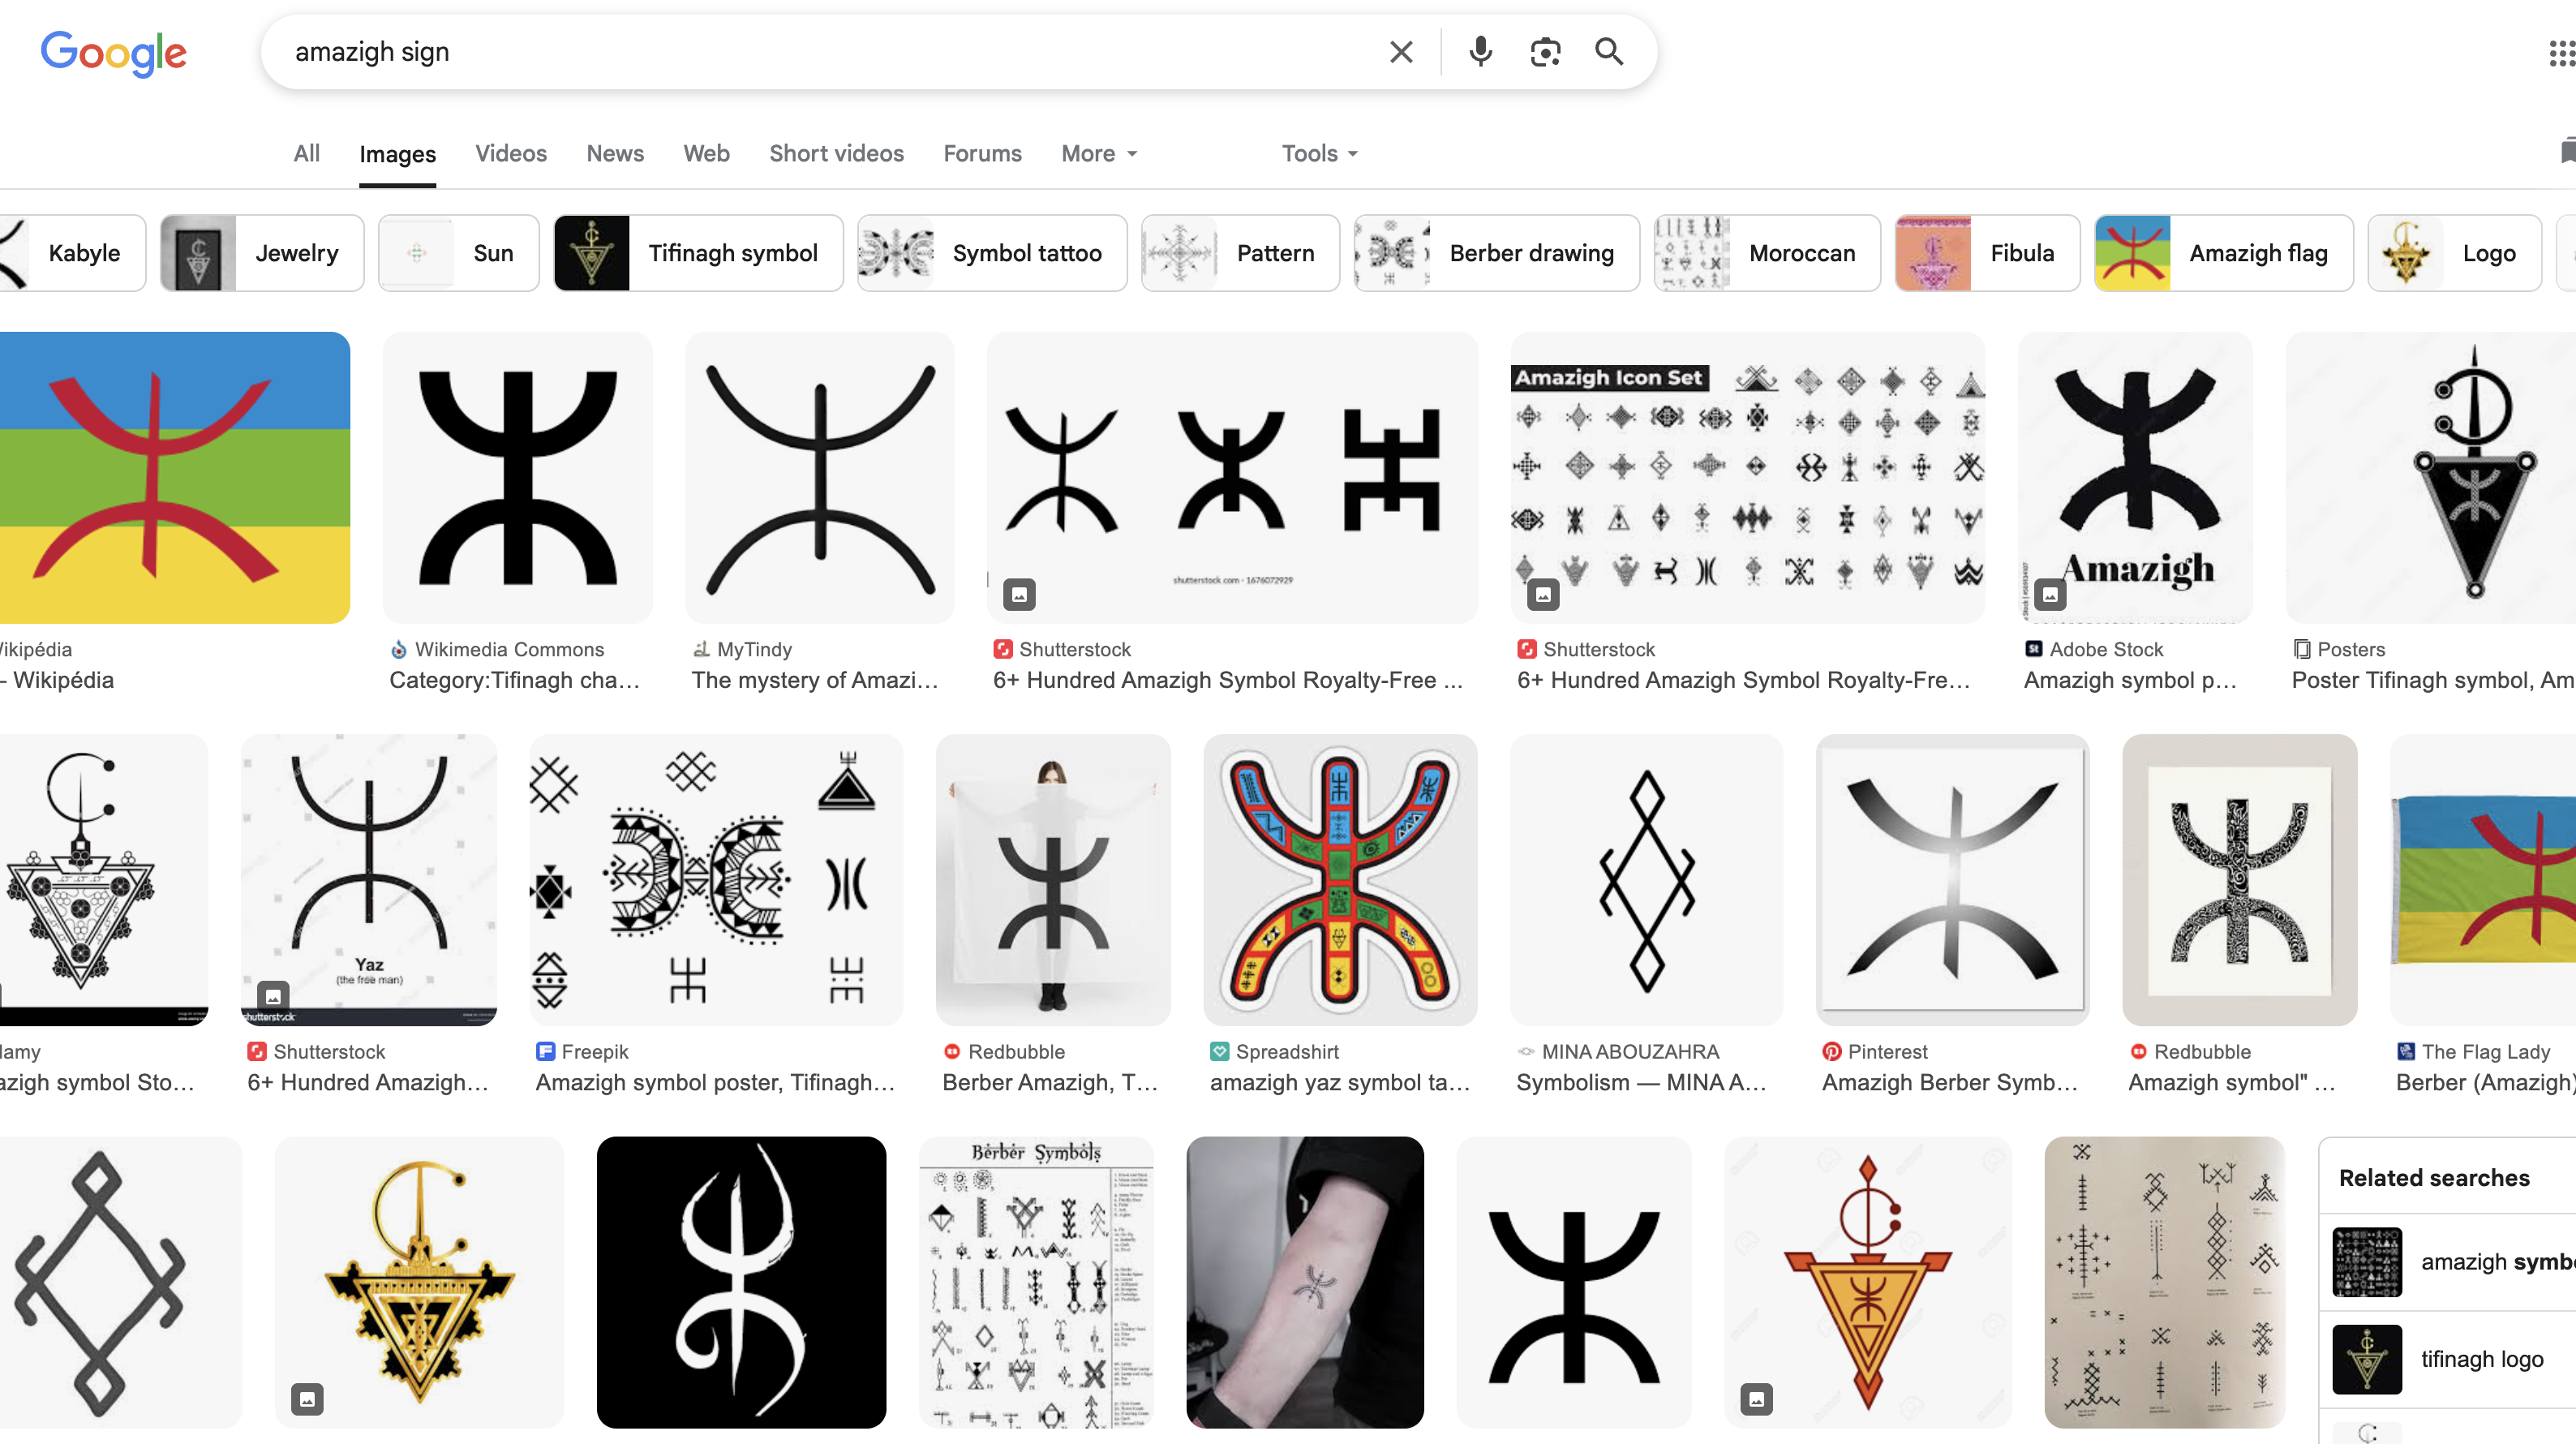 Google
amazigh sign
All Images Videos News Web Short videos Forums More Tools
Kabyle Jewelry Sun Tifinagh symbol Symbol tattoo Pattern Berber drawing Moroccan Fibula Amazigh flag Logo
Amazigh Icon Set
shutterstock.com · 1676072929
Amazigh
ikipédia Wikimedia Commons MyTindy Shutterstock Shutterstock Adobe Stock Posters
- Wikipédia Category:Tifinagh cha... The mystery of Amazi... 6+ Hundred Amazigh Symbol Royalty-Free ... 6+ Hundred Amazigh Symbol Royalty-Fre... Amazigh symbol p... Poster Tifinagh symbol, Am
Yaz
(the free man)
shutterstock
lamy Shutterstock Freepik Redbubble Spreadshirt MINA ABOUZAHRA Pinterest Redbubble The Flag Lady
azigh symbol Sto... 6+ Hundred Amazigh... Amazigh symbol poster, Tifinagh... Berber Amazigh, T... amazigh yaz symbol ta... Symbolism — MINA A... Amazigh Berber Symb... Amazigh symbol" ... Berber (Amazigh)
Berber Symbols
Related searches
amazigh symb
tifinagh logo